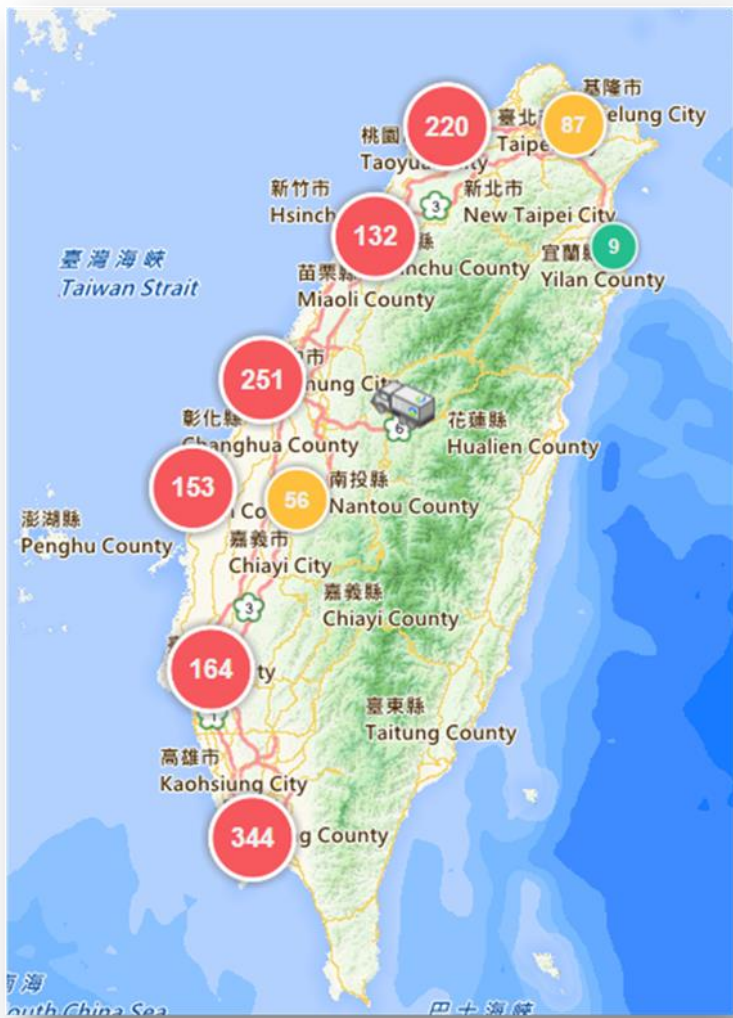 基隆市
220
臺北
87
elung City
桃園
Taipe
Taoyua
ty
新竹市
新北市
3
Hsinch
New Taipei City
132
縣
宜蘭縣
9
臺灣海峽
nchu County
Yilan County
Taiwan Strait
苗栗縣
Miaoli County
251
市
nung City
彰化縣
6
花蓮縣
Changhua County
Hualien County
153
56
南投縣
Nantou County
澎湖縣
Penghu County
嘉義市
Chiayi City
嘉義縣
3
Chiayi County
164
ty
1
臺東縣
Taitung County
高雄市
Kaohsiung City
344
g County
南海
outh China Sea
巴士海峽